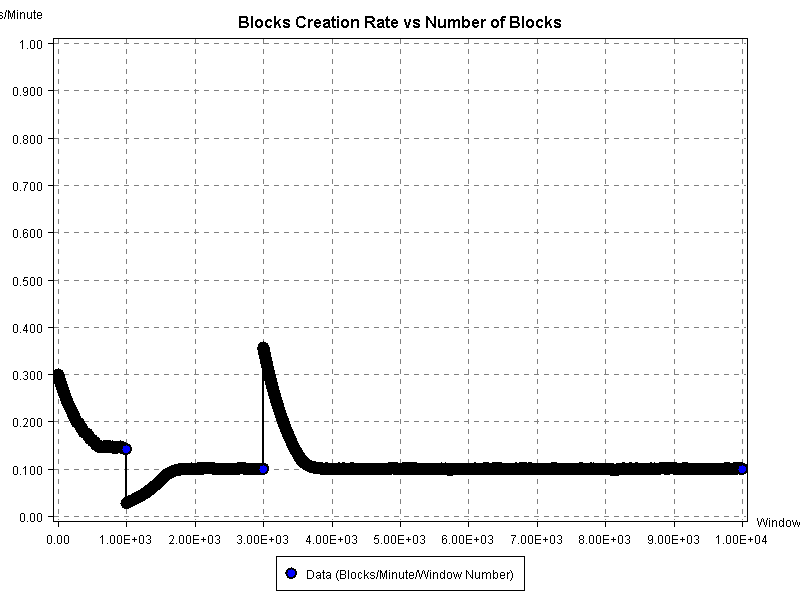 s/Minute
Blocks Creation Rate vs Number of Blocks
1.00
0.900
0.800
0.700
0.600
0.500
0.400
0.300
0.200
0.100
0.00
Window
0.00 1.00E+03 2.00E+03 3.00E+03 4.00E+03 5.00E+03 6.00E+03 7.00E+03 8.00E+03 9.00E+03 1.00E+04
Data (Blocks/Minute/Window Number)